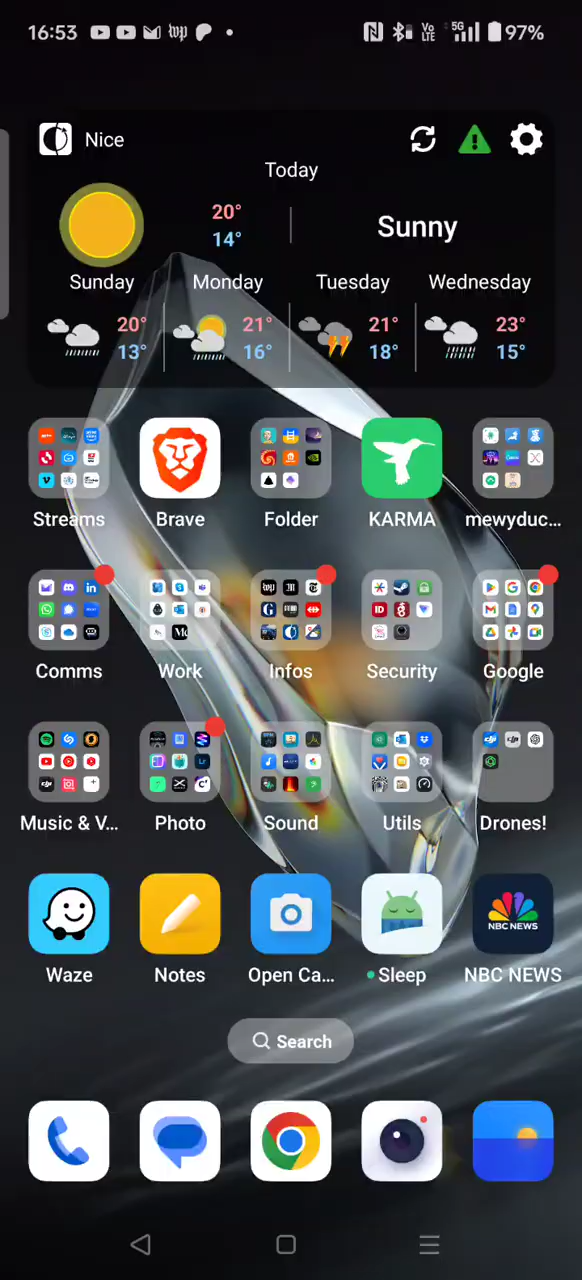 16:53 97%
Nice
Today
20°
14°
Sunny
Sunday Monday Tuesday Wednesday
20° 21° 21° 23°
13° 16° 18° 15°
Streams Brave Folder KARMA mewyduc...
Comms Work Infos Security Google
Music & V... Photo Sound Utils Drones!
NBC NEWS
Waze Notes Open Ca... Sleep NBC NEWS
Search